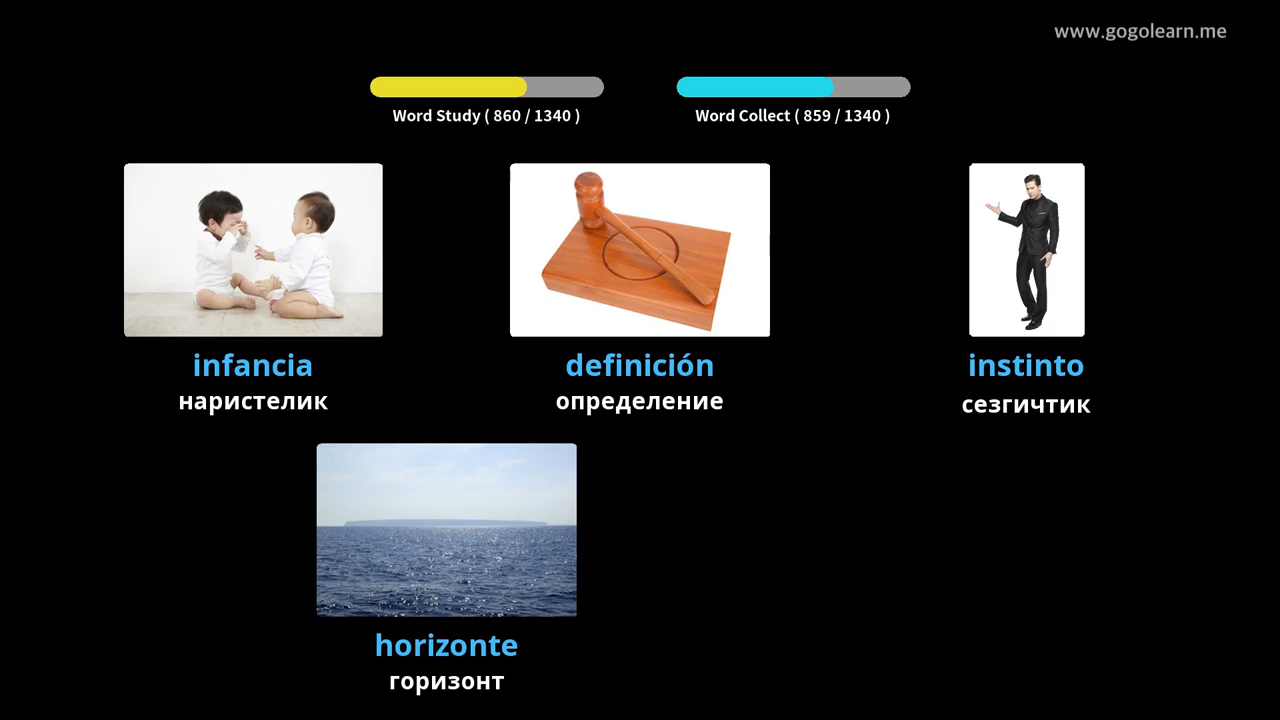 www.gogolearn.me
Word Study ( 860 / 1340 )
Word Collect ( 859 / 1340 )
infancia
наристелик
definición
определение
instinto
сезгичтик
horizonte
горизонт